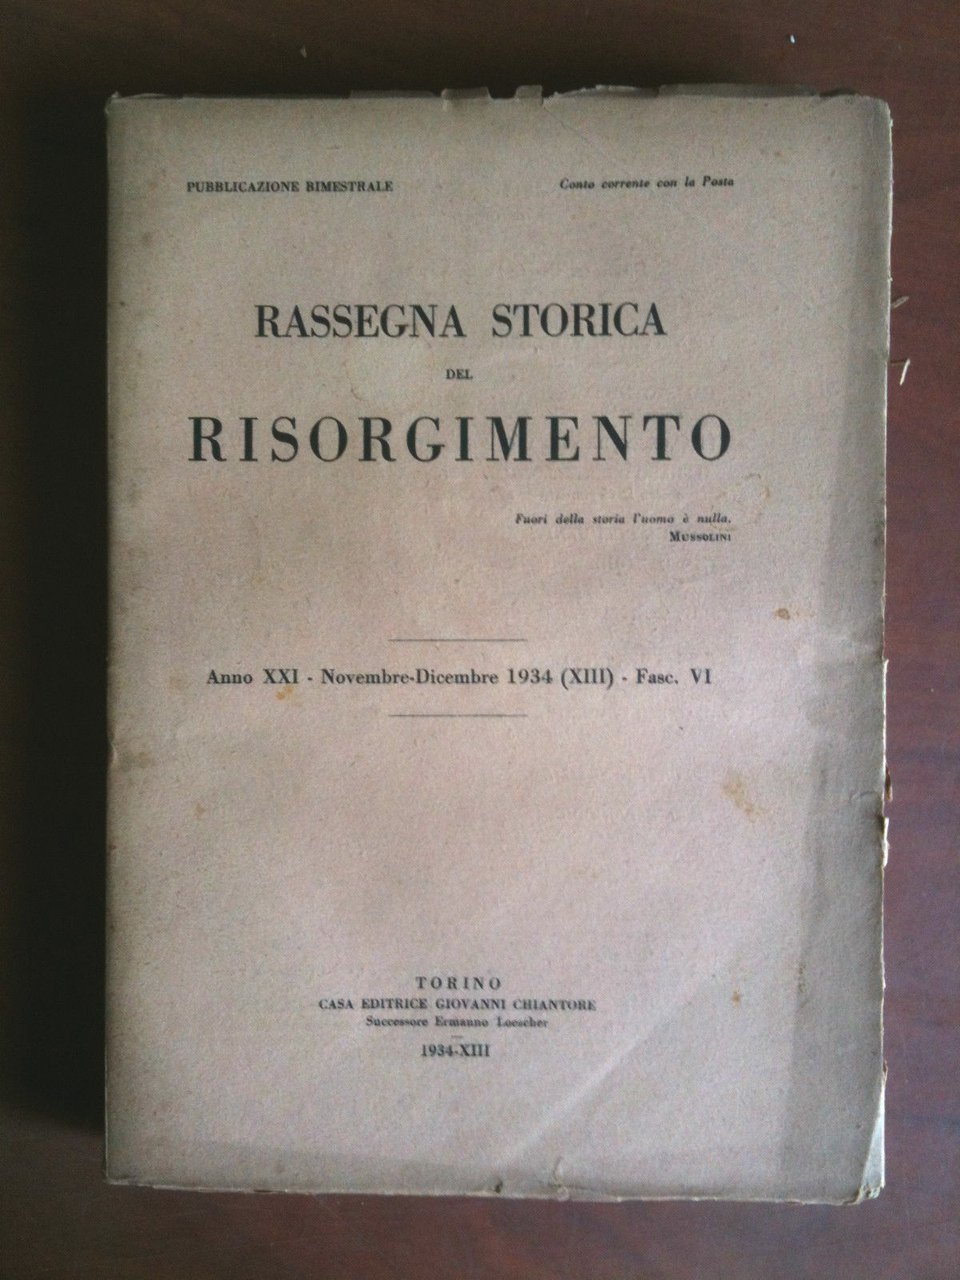 PUBBLICAZIONE BIMESTRALE
Conto corrente con la Posta
RASSEGNA STORICA
DEL
RISORGIMENTO
Fuori della storia l'uomo è nulla.
MUSSOLINI
Anno XXI - Novembre-Dicembre 1934 (XIII) - Fasc. VI
TORINO
CASA EDITRICE GIOVANNI CHIANTORE
Successore Ermanno Loescher
1934-XIII